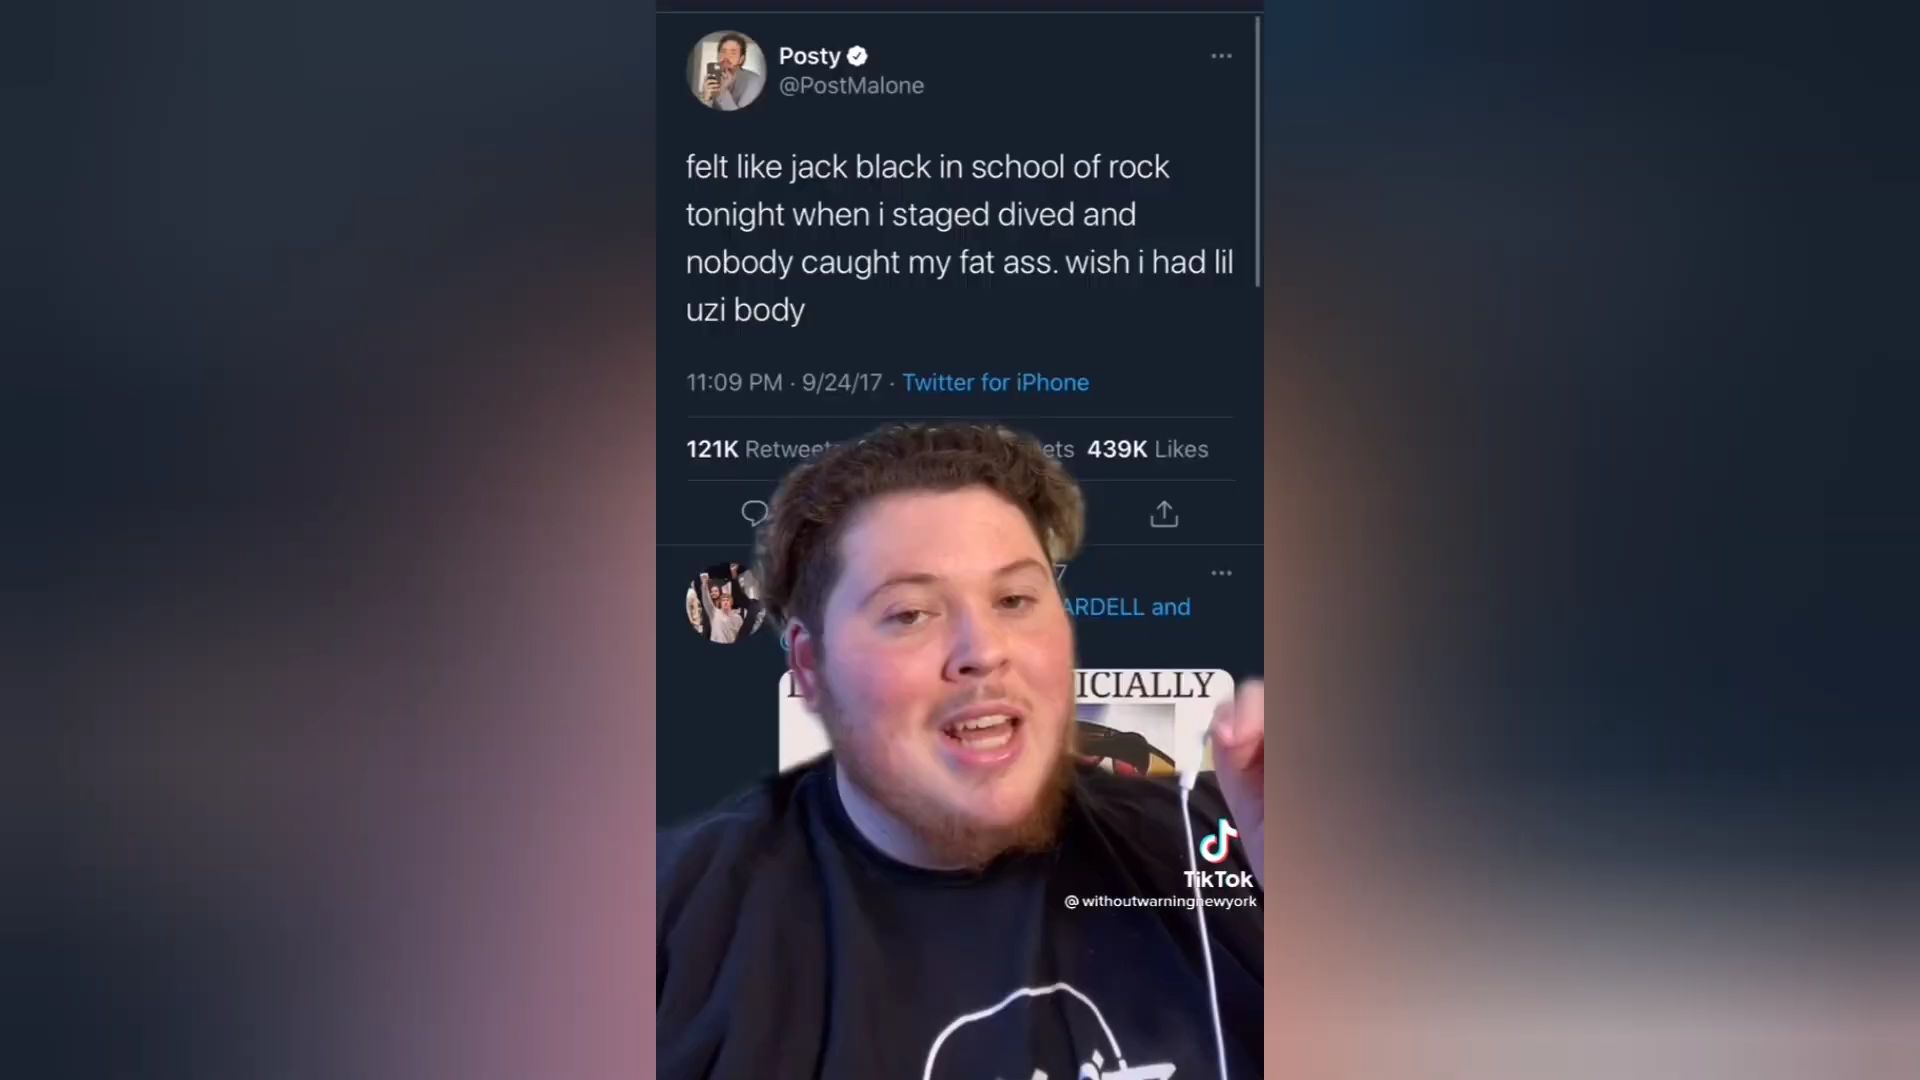 Posty
@PostMalone
felt like jack black in school of rock
tonight when i staged dived and
nobody caught my fat ass. wish i had lil
uzi body
11:09 PM · 9/24/17 · Twitter for iPhone
121K Retweets 439K Likes
ARDELL and
ICIALLY
TikTok
@withoutwarningnewyork